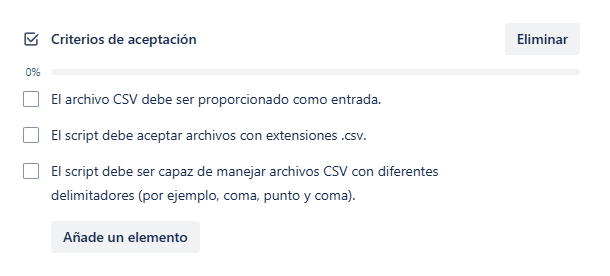 Criterios de aceptación
Eliminar
0%
El archivo CSV debe ser proporcionado como entrada.
El script debe aceptar archivos con extensiones .csv.
El script debe ser capaz de manejar archivos CSV con diferentes
delimitadores (por ejemplo, coma, punto y coma).
Añade un elemento